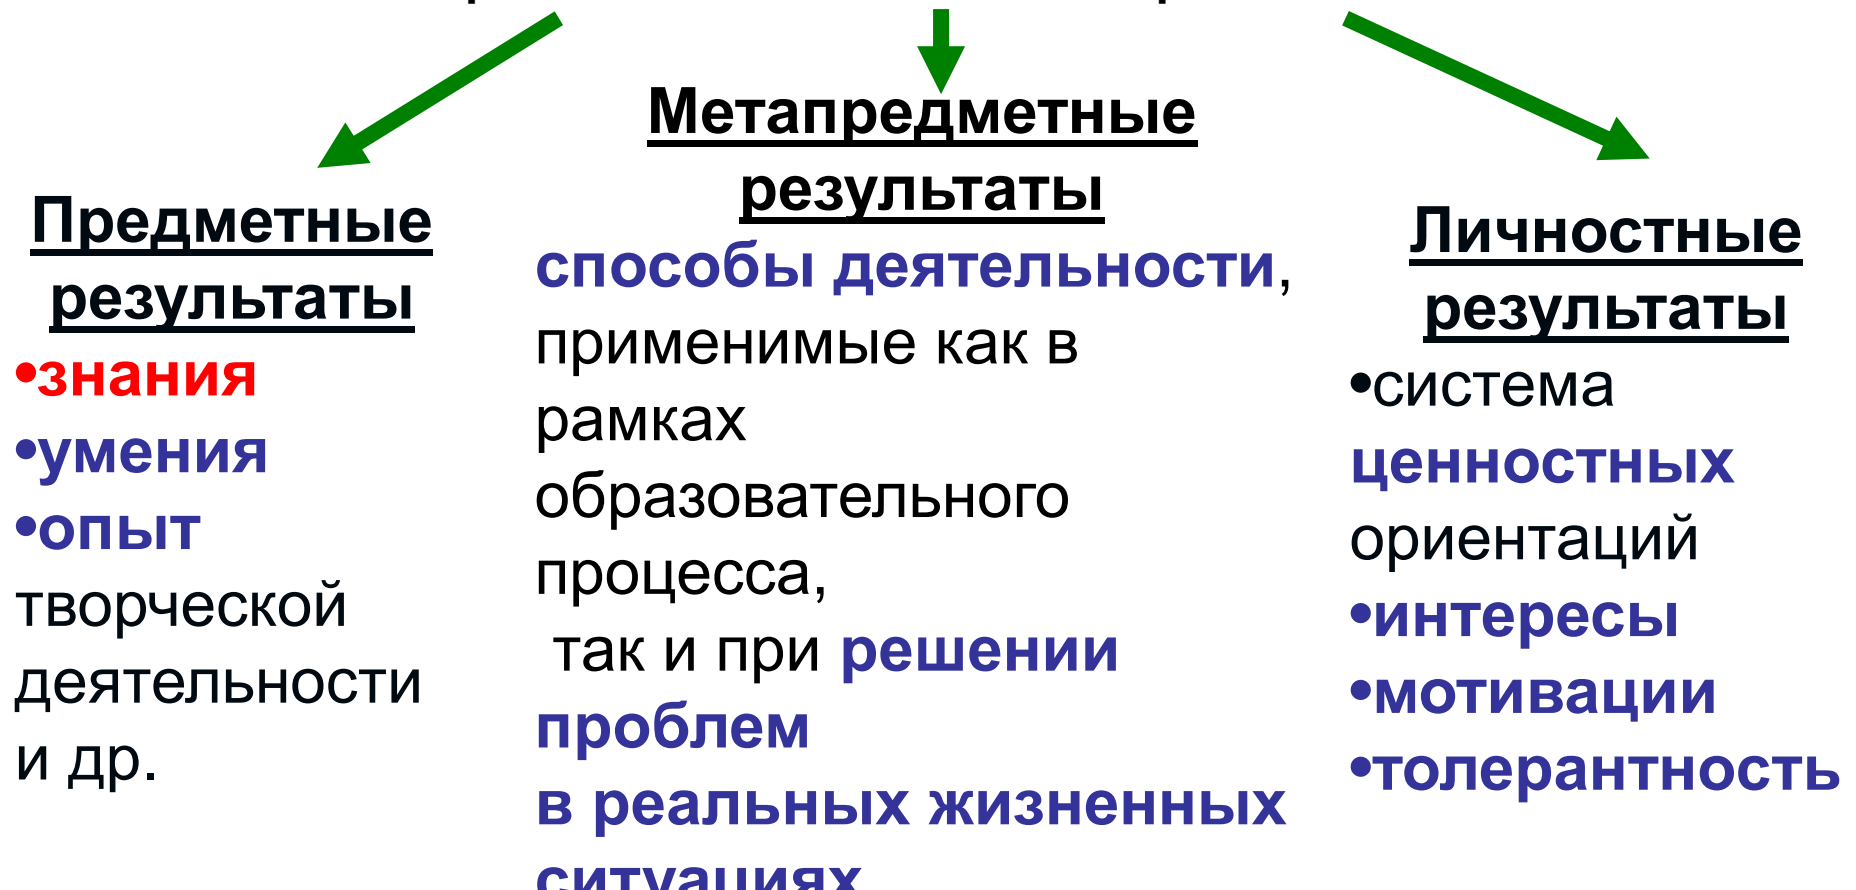 Метапредметные
результаты
способы деятельности,
применимые как в
рамках
образовательного
процесса,
так и при решении
проблем
в реальных жизненных
ситуациях
Предметные
результаты
•знания
•умения
•опыт
творческой
деятельности
и др.
Личностные
результаты
•система
ценностных
ориентаций
•интересы
•мотивации
•толерантность